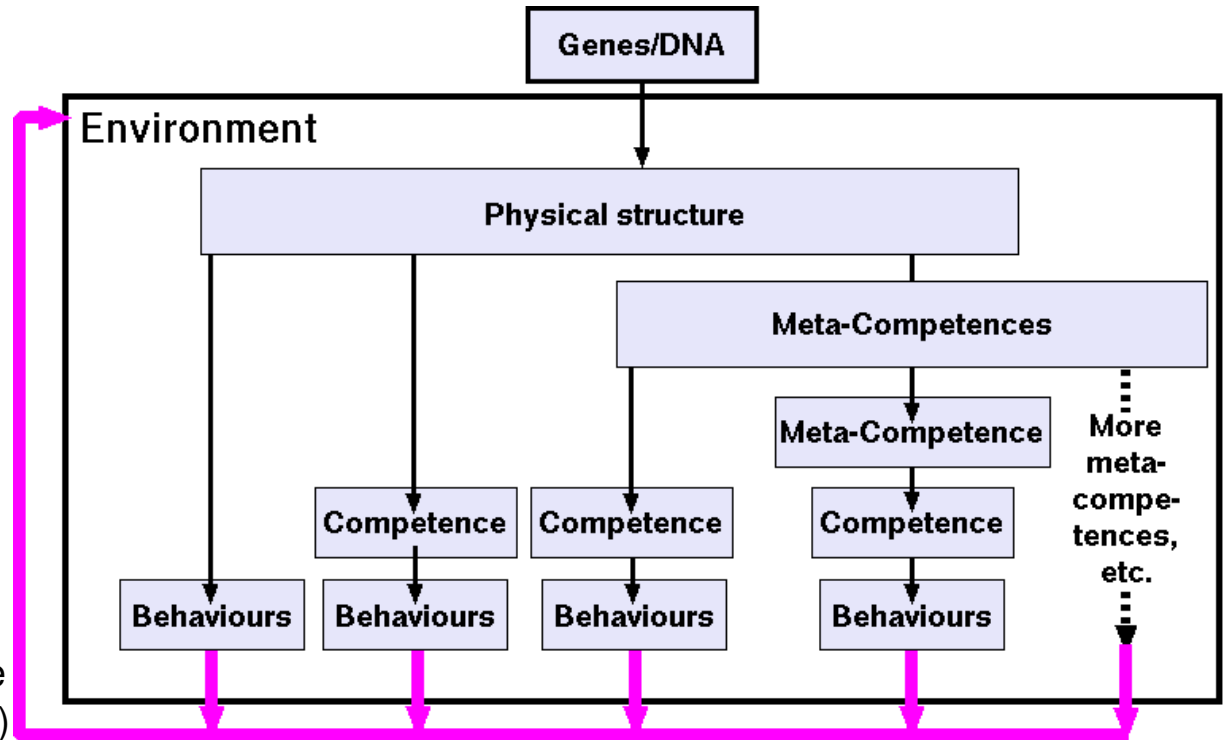 Genes/DNA
Environment
Physical structure
Meta-Competences
Meta-Competence
More
meta-
compe-
tences,
etc.
Competence
Competence
Competence
Behaviours
Behaviours
Behaviours
Behaviours
e
)